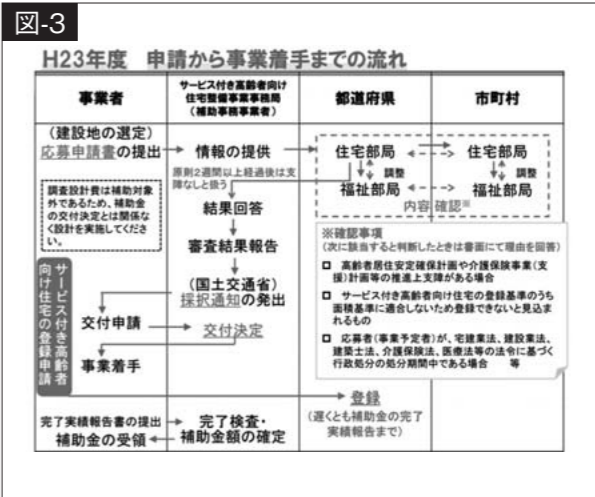 図-3
H23年度 申請から事業着手までの流れ
事業者
サービス付き高齢者向け
住宅整備事業事務局
(補助事務事業者)
都道府県
市町村
(建設地の選定)
応募申請書の提出
情報の提供
原則2週間以上経過後は支
障なしと扱う
結果回答
審査結果報告
(国土交通省)
採択通知の発出
住宅部局
調整
福祉部局
住宅部局
調整
福祉部局
内容確認※
調査設計費は補助対象
外であるため、補助金
の交付決定とは関係な
く設計を実施してくださ
い。
サービス付き高齢者
向け住宅の登録申請
交付申請
交付決定
事業着手
※確認事項
(次に該当すると判断したときは書面にて理由を回答)
□ 高齢者居住安定確保計画や介護保険事業(支
援)計画等の推進上支障がある場合
□ サービス付き高齢者向け住宅の登録基準のうち
面積基準に適合しないため登録できないと見込ま
れるもの
□ 応募者(事業予定者)が、宅建業法、建設業法、
建築士法、介護保険法、医療法等の法令に基づく
行政処分の処分期間中である場合 等
登録
(遅くとも補助金の完了
実績報告まで)
完了実績報告書の提出
補助金の受領
完了検査・
補助金額の確定